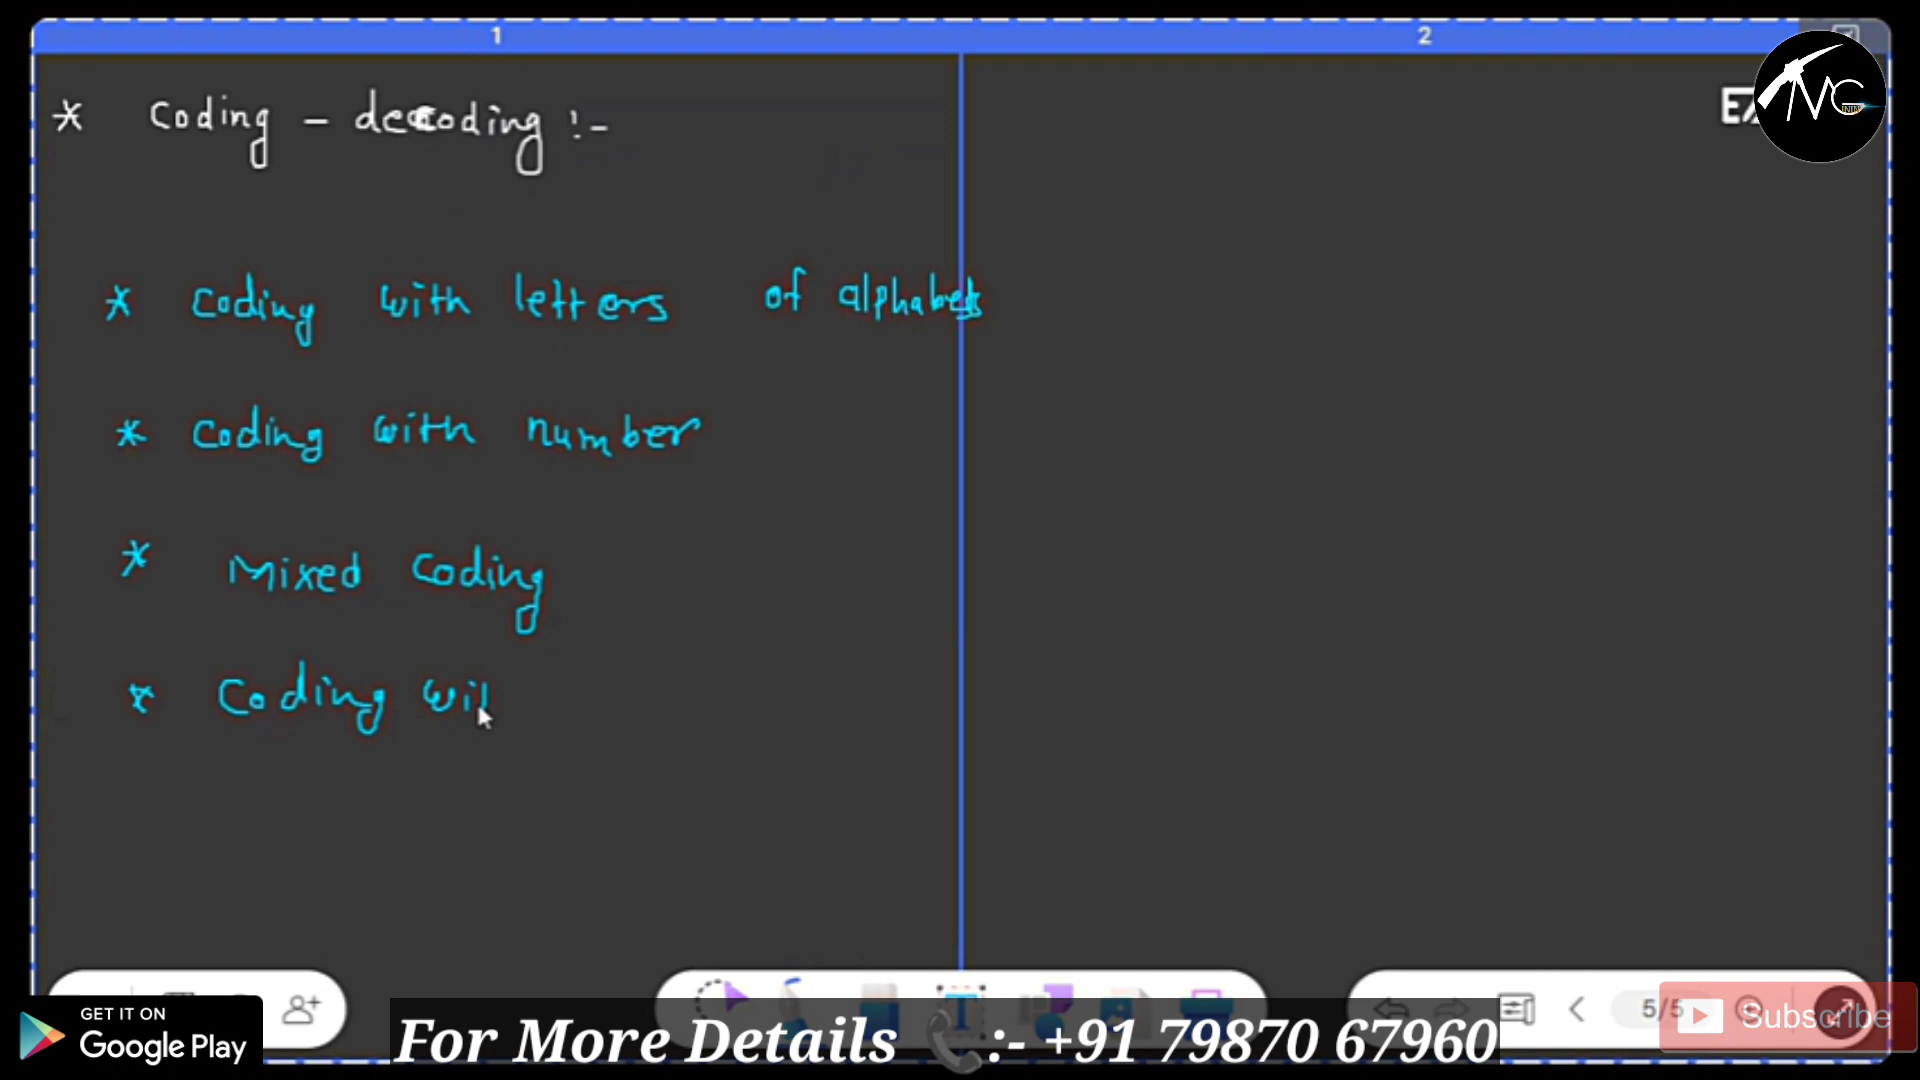 1 2
* Coding - decoding :-
* Coding with letters of alphabets
* Coding with number
* Mixed Coding
* Coding wit
5/5
GET IT ON
Google Play
For More Details :- +91 79870 67960
Subscribe